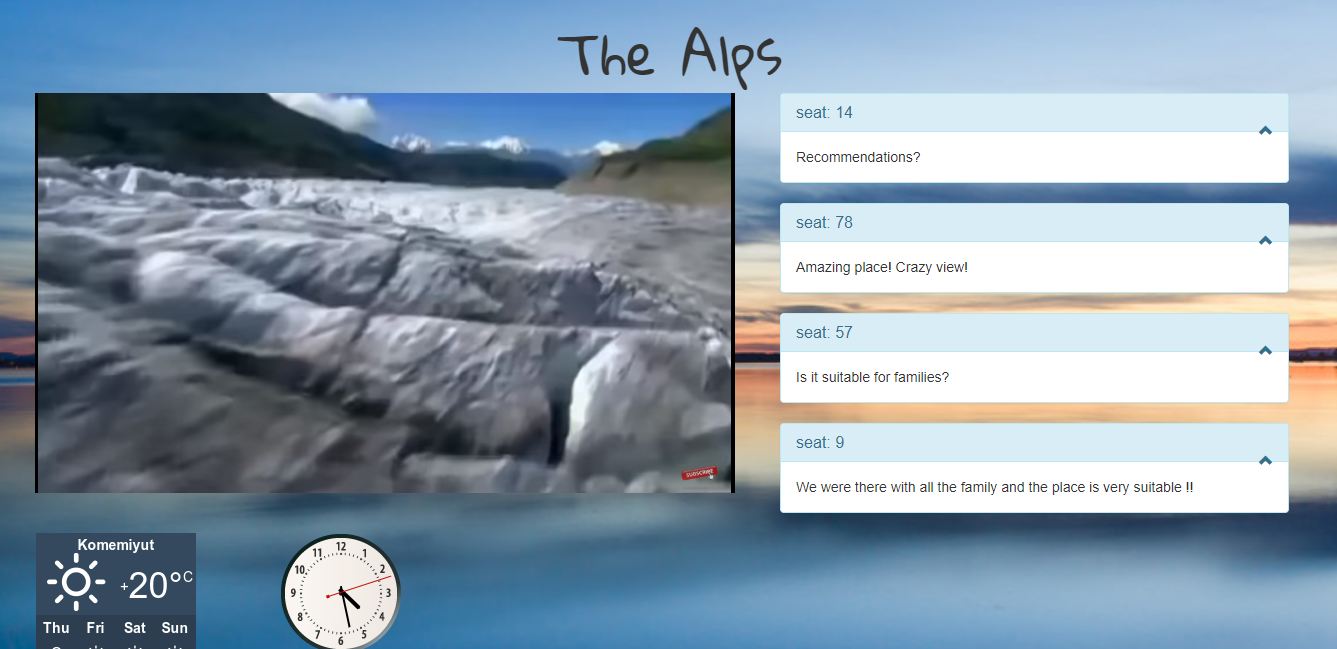 The Alps
seat: 14
Recommendations?
seat: 78
Amazing place! Crazy view!
seat: 57
Is it suitable for families?
seat: 9
We were there with all the family and the place is very suitable !!
SUBSCRIBE
Komemiyut
+20°C
Thu Fri Sat Sun
12
1
2
3
4
5
6
7
8
9
10
11